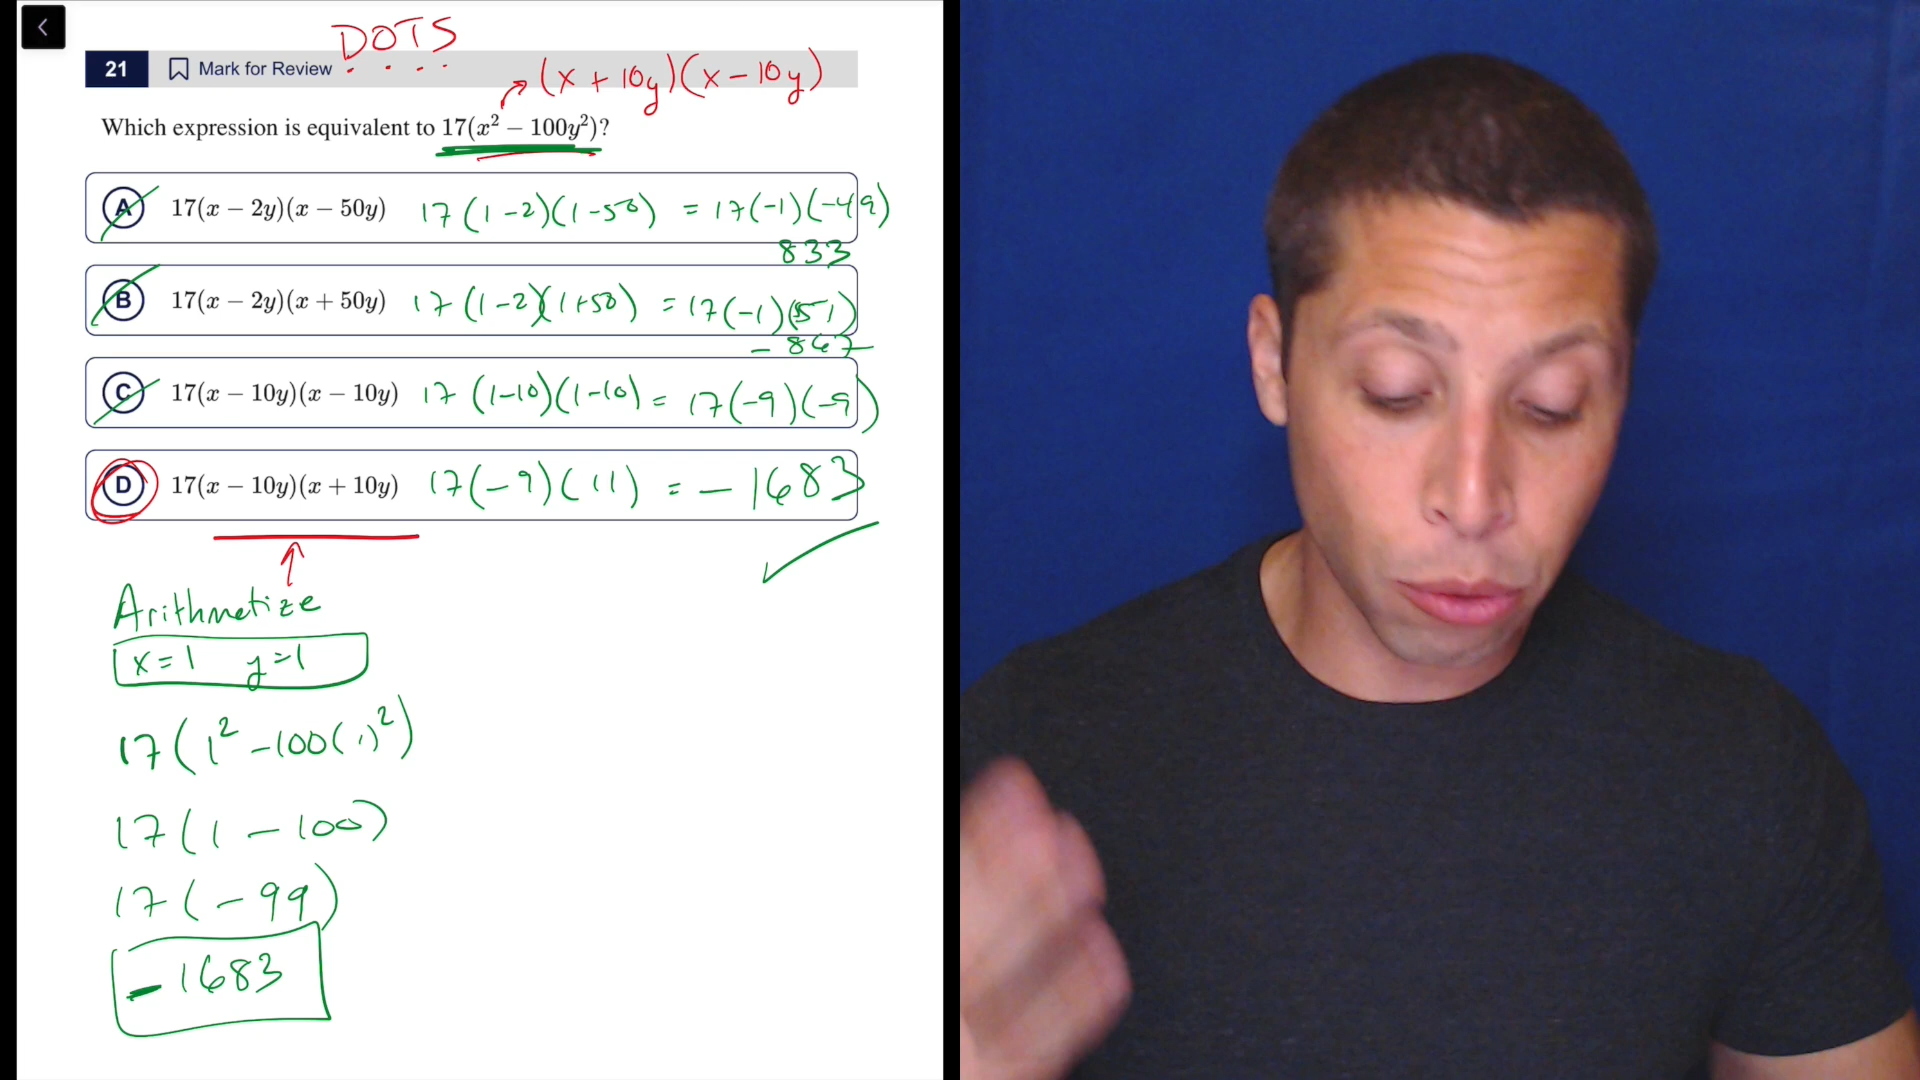 DOTS
21 Mark for Review
(x + 10y)(x - 10y)
Which expression is equivalent to 17(x² − 100y²)?
A 17(x − 2y)(x − 50y) 17(1-2)(1-50) = 17(-1)(-49)
833
B 17(x − 2y)(x + 50y) 17(1-2)(1+50) = 17(-1)(51)
- 867
C 17(x − 10y)(x − 10y) 17(1-10)(1-10) = 17(-9)(-9)
D 17(x − 10y)(x + 10y) 17(-9)(11) = - 1683
Arithmetize
x=1 y=1
17(1² -100(1)²)
17(1 - 100)
17(-99)
-1683